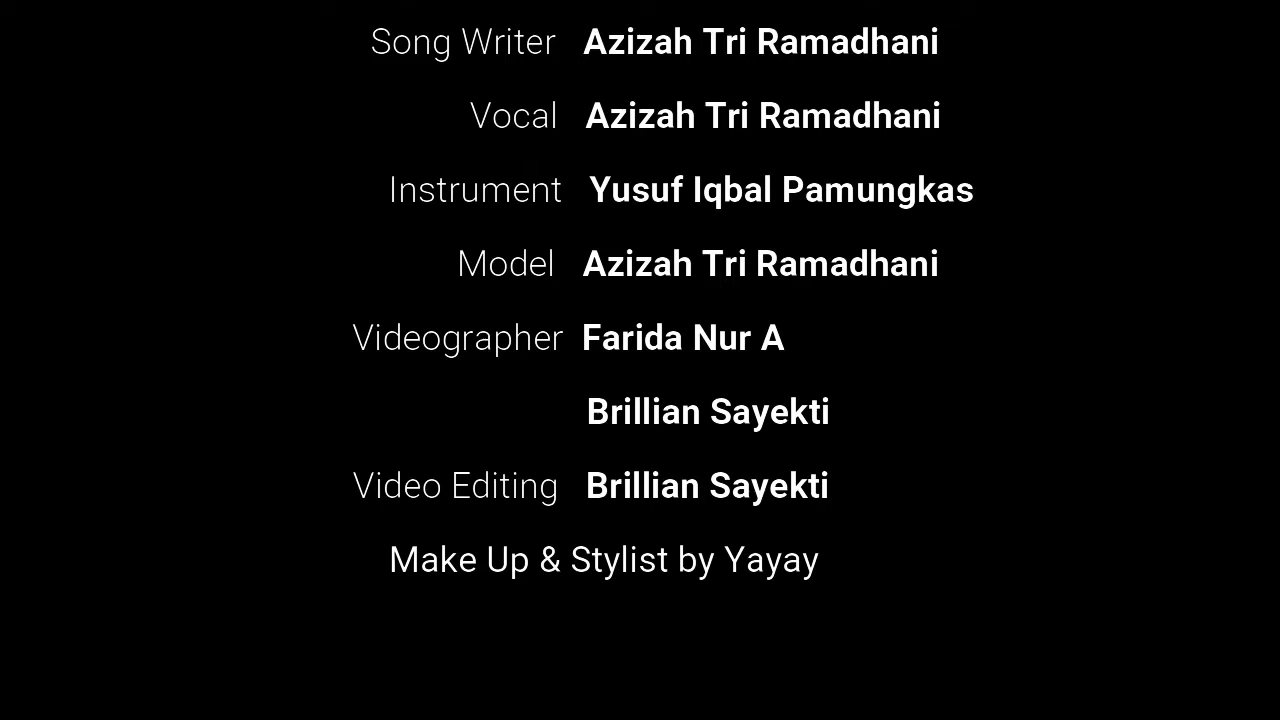 Song Writer Azizah Tri Ramadhani
Vocal Azizah Tri Ramadhani
Instrument Yusuf Iqbal Pamungkas
Model Azizah Tri Ramadhani
Videographer Farida Nur A
Brillian Sayekti
Video Editing Brillian Sayekti
Make Up & Stylist by Yayay